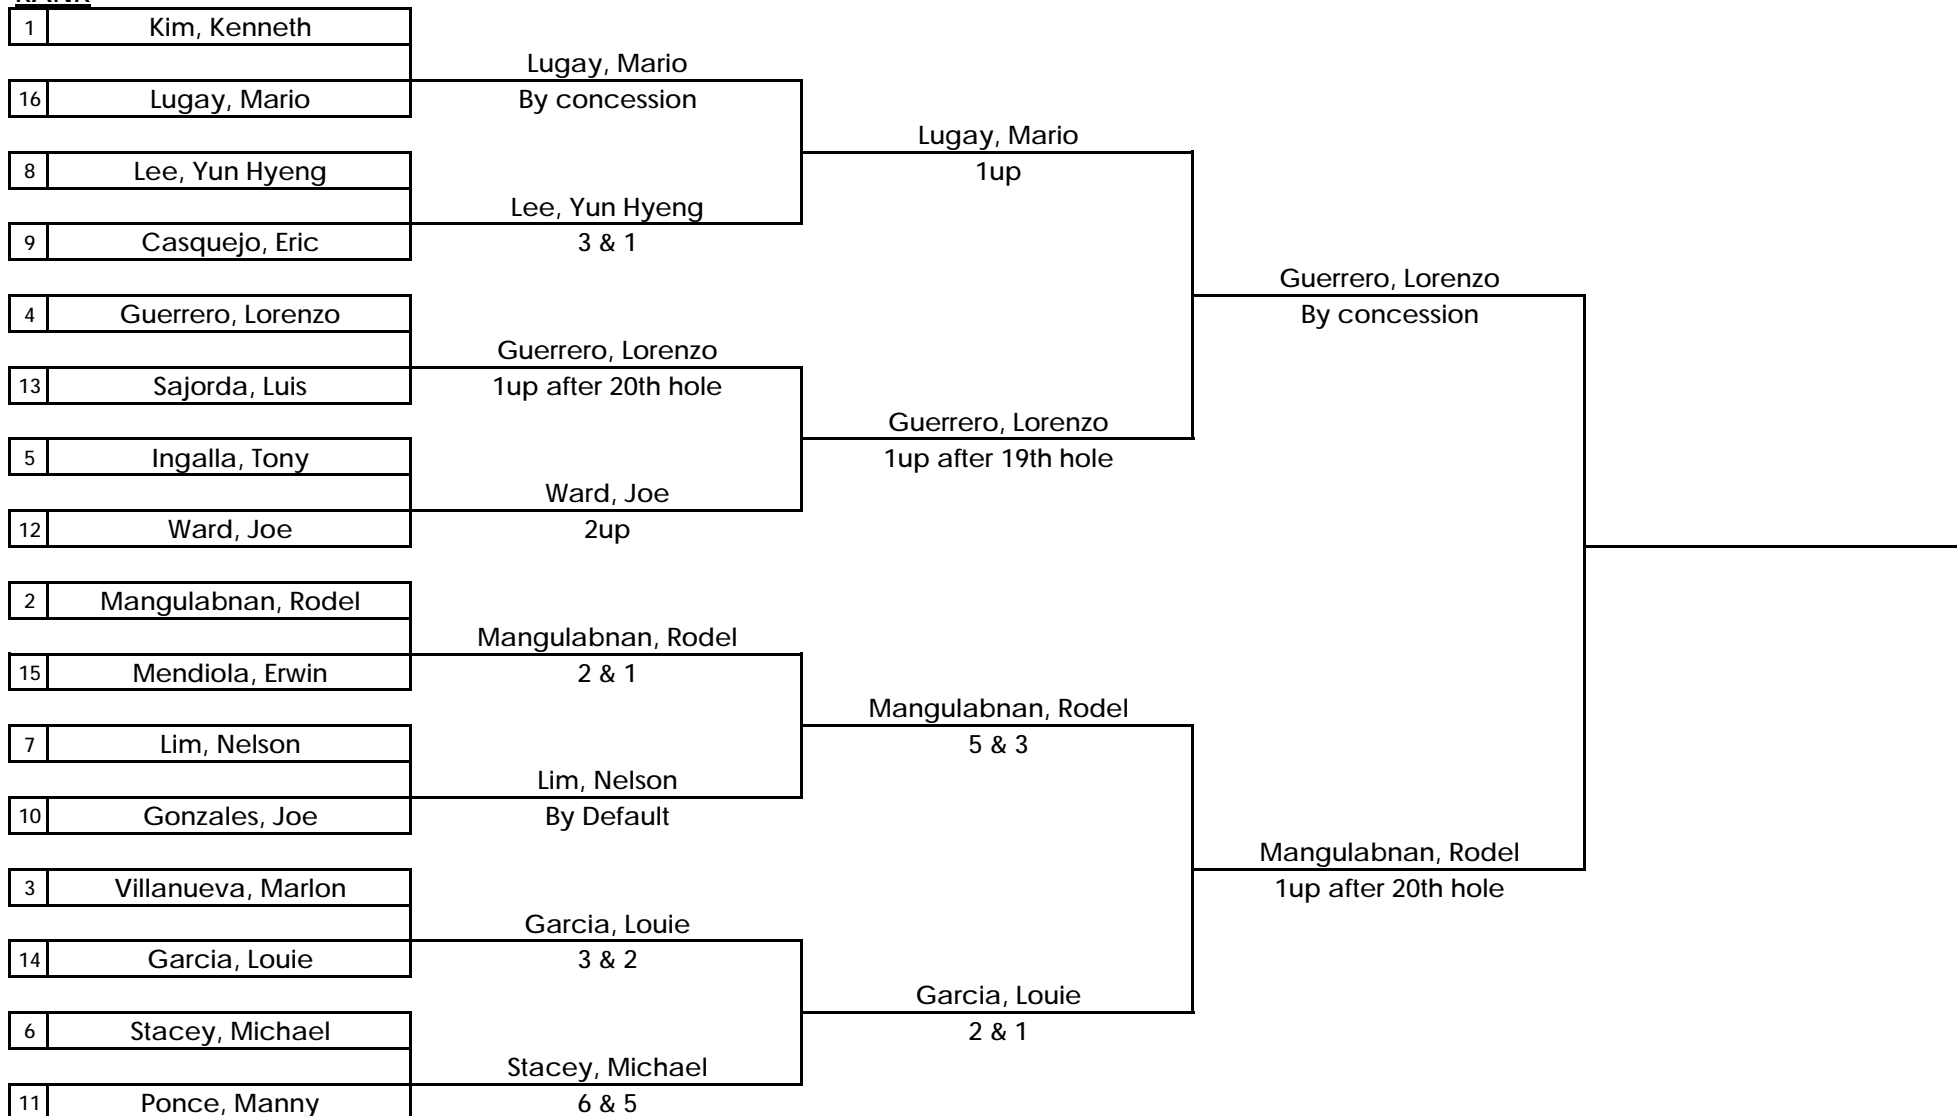 RANK
1 Kim, Kenneth
Lugay, Mario
16 Lugay, Mario
By concession
Lugay, Mario
8 Lee, Yun Hyeng
1up
Lee, Yun Hyeng
9 Casquejo, Eric
3 & 1
Guerrero, Lorenzo
4 Guerrero, Lorenzo
By concession
Guerrero, Lorenzo
13 Sajorda, Luis
1up after 20th hole
Guerrero, Lorenzo
5 Ingalla, Tony
1up after 19th hole
Ward, Joe
12 Ward, Joe
2up
2 Mangulabnan, Rodel
Mangulabnan, Rodel
15 Mendiola, Erwin
2 & 1
Mangulabnan, Rodel
7 Lim, Nelson
5 & 3
Lim, Nelson
10 Gonzales, Joe
By Default
Mangulabnan, Rodel
3 Villanueva, Marlon
1up after 20th hole
Garcia, Louie
14 Garcia, Louie
3 & 2
Garcia, Louie
6 Stacey, Michael
2 & 1
Stacey, Michael
11 Ponce, Manny
6 & 5